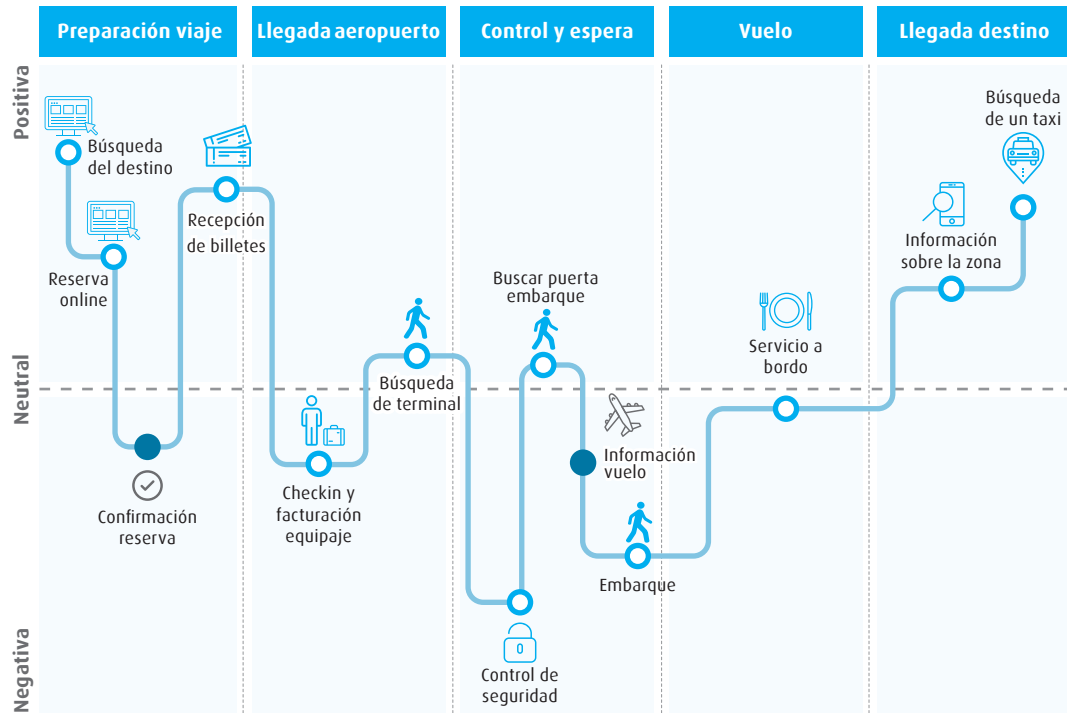 Preparación viaje
Llegada aeropuerto
Control y espera
Vuelo
Llegada destino
Positiva
Neutral
Negativa
Búsqueda
del destino
Reserva
online
Confirmación
reserva
Recepción
de billetes
Checkin y
facturación
equipaje
Búsqueda
de terminal
Control de
seguridad
Buscar puerta
embarque
Información
vuelo
Embarque
Servicio a
bordo
Información
sobre la zona
Búsqueda
de un taxi
0